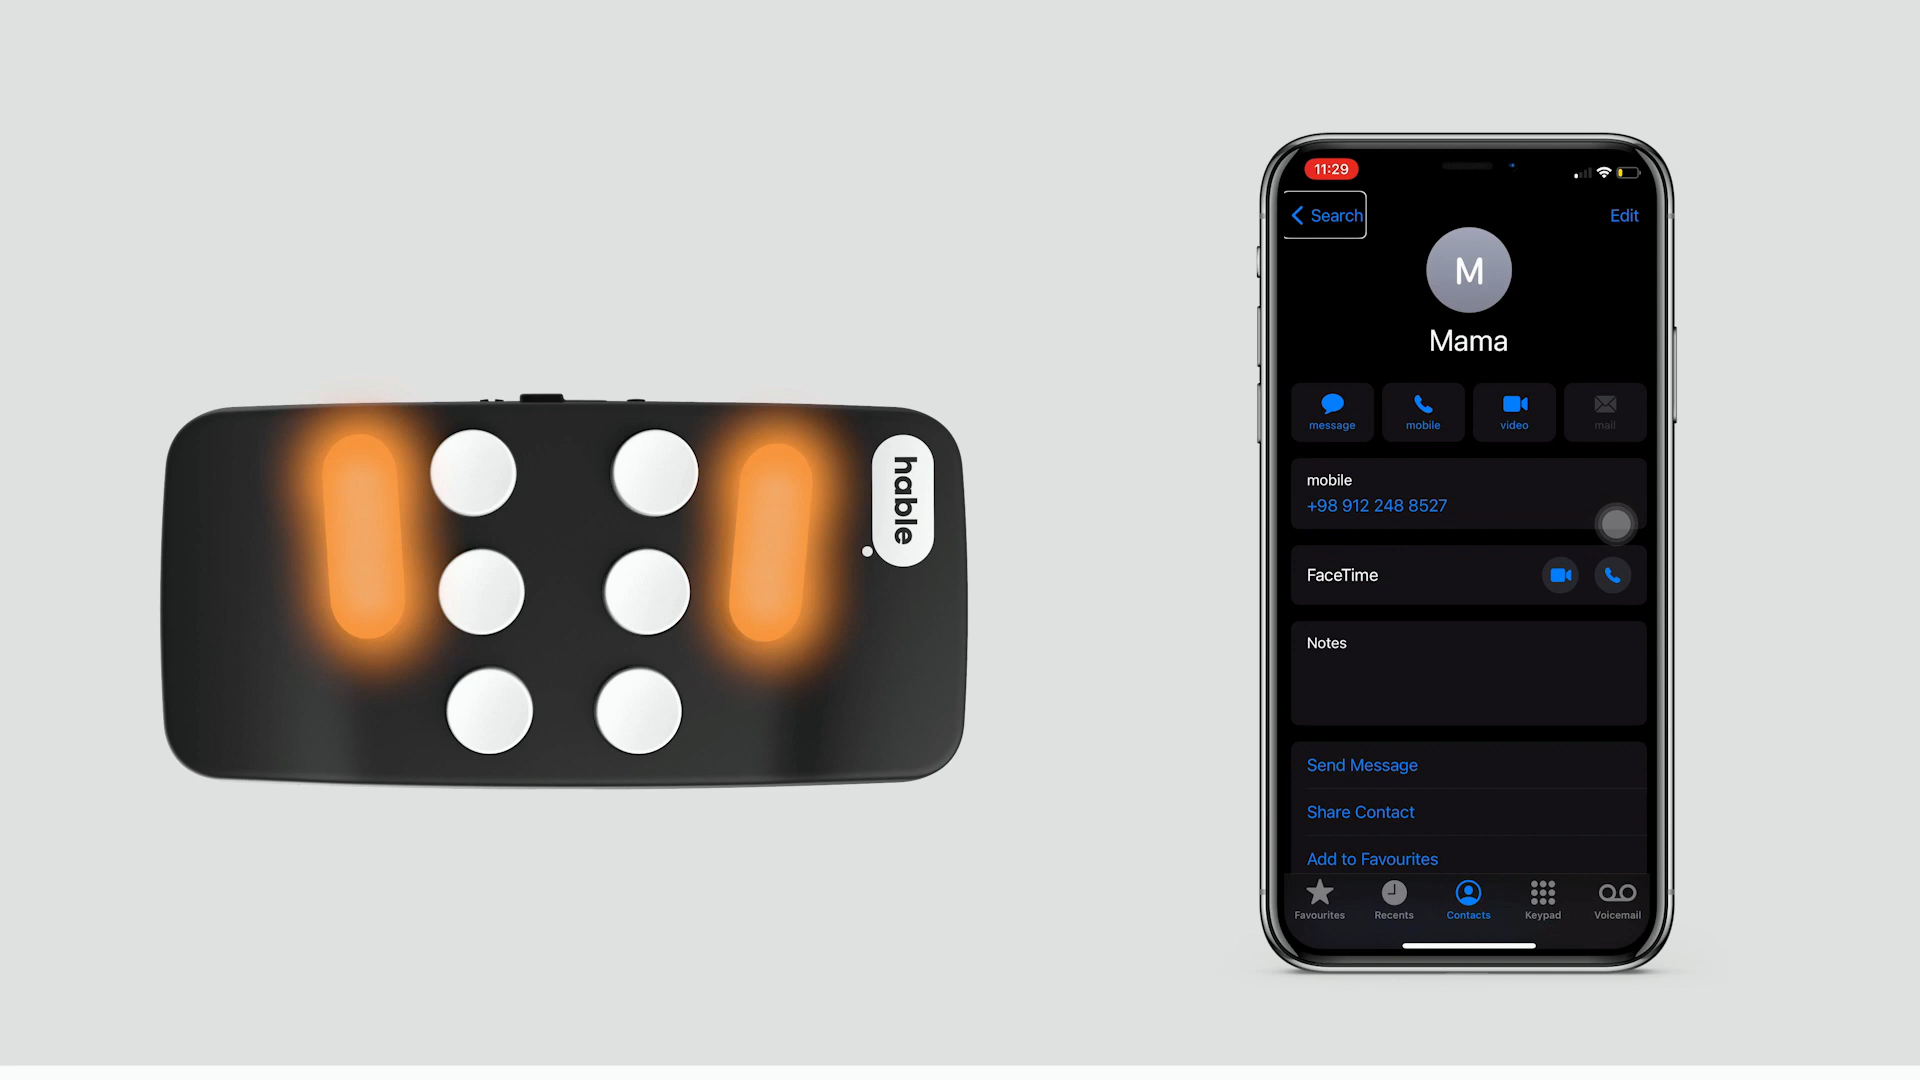 hable
11:29
Search
Edit
M
Mama
message
mobile
video
mail
mobile
+98 912 248 8527
FaceTime
Notes
Send Message
Share Contact
Add to Favourites
Favourites
Recents
Contacts
Keypad
Voicemail